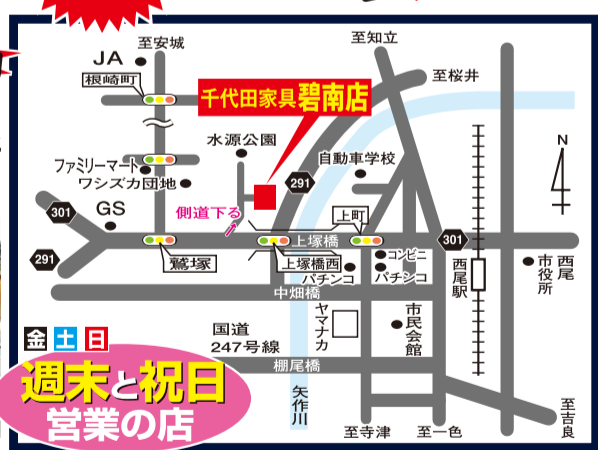 至安城
至知立
JA
至桜井
根崎町
千代田家具碧南店
N
水源公園
自動車学校
ファミリーマート
ワシズカ団地
291
301
GS
側道下る
上町
上塚橋
301
291
鷲塚
上塚橋西
コンビニ
パチンコ
パチンコ
西尾駅
西尾市役所
中畑橋
ヤマナカ
市民会館
国道
247号線
金土日
棚尾橋
週末と祝日
営業の店
矢作川
至寺津
至一色
至吉良